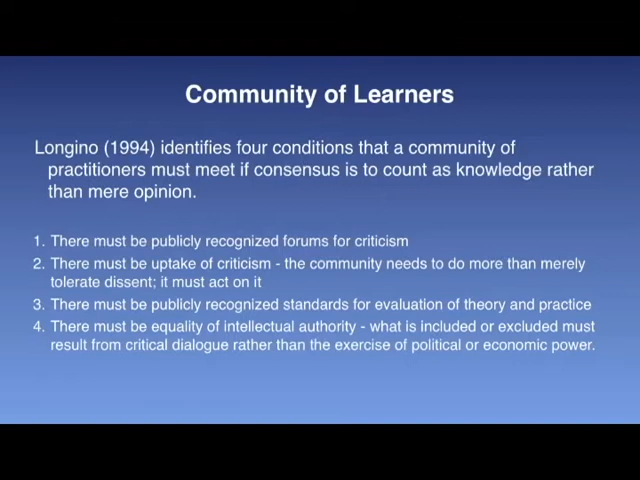 Community of Learners
Longino (1994) identifies four conditions that a community of
practitioners must meet if consensus is to count as knowledge rather
than mere opinion.
1. There must be publicly recognized forums for criticism
2. There must be uptake of criticism - the community needs to do more than merely
tolerate dissent; it must act on it
3. There must be publicly recognized standards for evaluation of theory and practice
4. There must be equality of intellectual authority - what is included or excluded must
result from critical dialogue rather than the exercise of political or economic power.